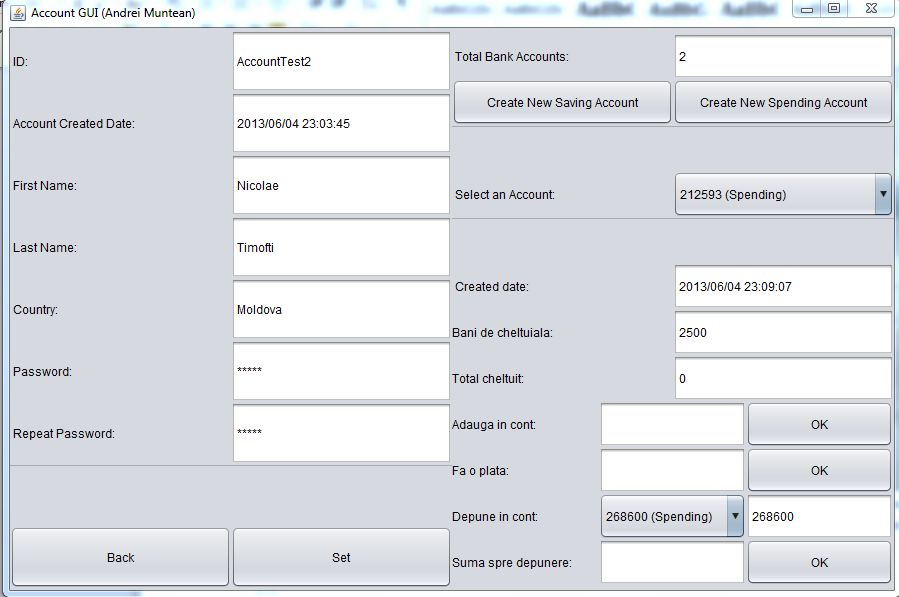 Account GUI (Andrei Muntean)
ID:
AccountTest2
Account Created Date:
2013/06/04 23:03:45
First Name:
Nicolae
Last Name:
Timofti
Country:
Moldova
Password:
*****
Repeat Password:
*****
Back
Set
Total Bank Accounts:
2
Create New Saving Account
Create New Spending Account
Select an Account:
212593 (Spending)
Created date:
2013/06/04 23:09:07
Bani de cheltuiala:
2500
Total cheltuit:
0
Adauga in cont:
OK
Fa o plata:
OK
Depune in cont:
268600 (Spending)
268600
Suma spre depunere:
OK